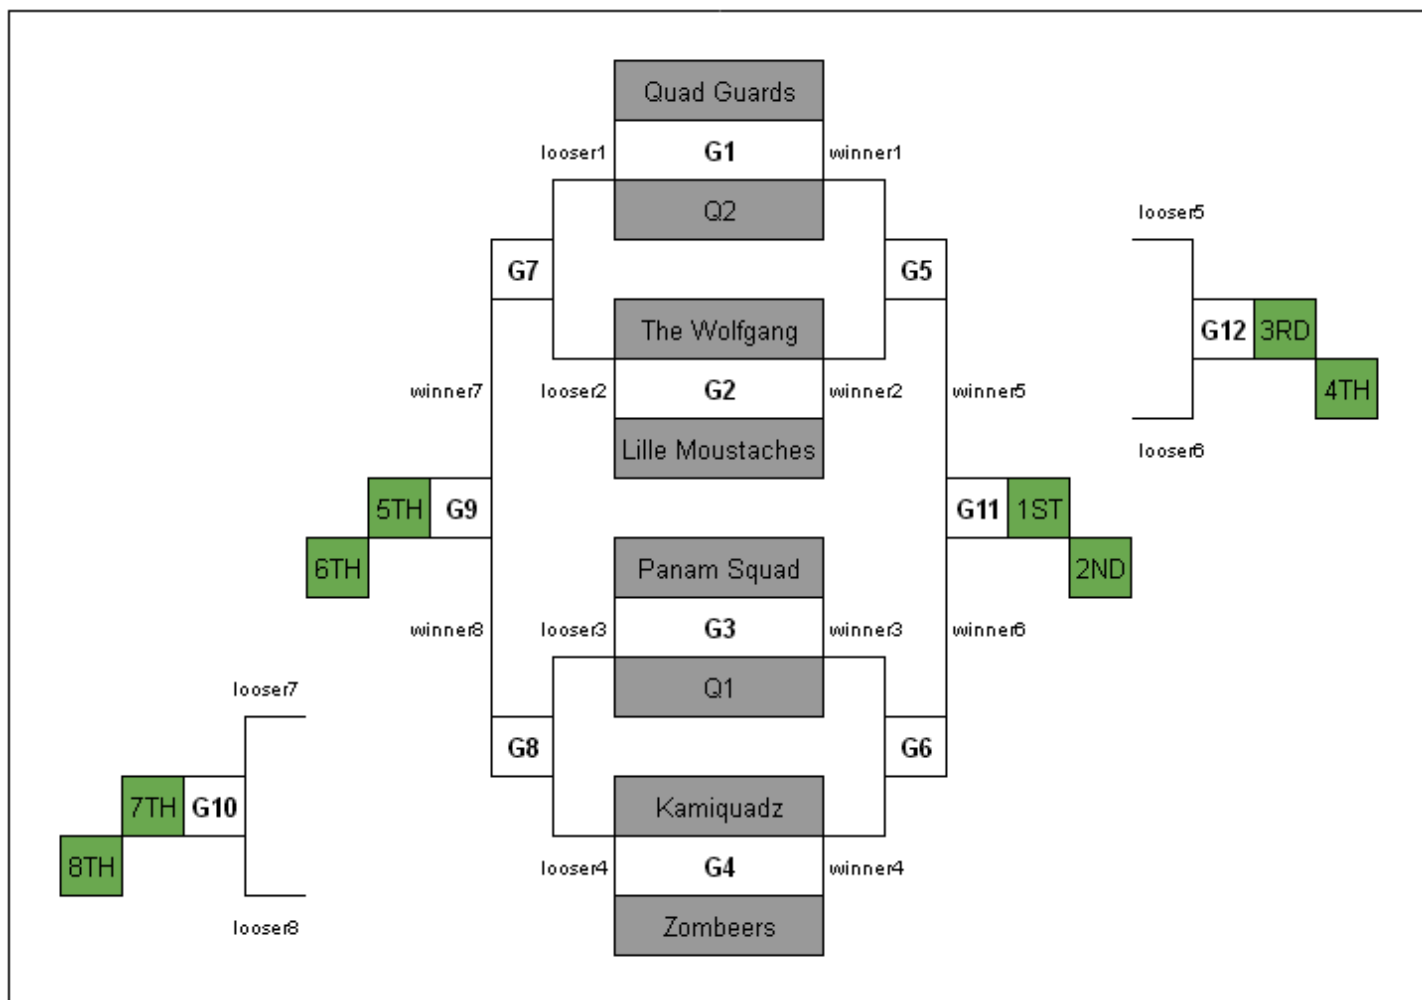 Quad Guards
looser1 G1 winner1
Q2
looser5
G7 G5
The Wolfgang
G12 3RD
winner7 looser2 G2 winner2 winner5
4TH
Lille Moustaches
looser6
5TH G9 G11 1ST
6TH Panam Squad 2ND
winner8 looser3 G3 winner3 winner6
looser7 Q1
G8 G6
7TH G10 Kamiquadz
8TH looser4 G4 winner4
looser8 Zombeers